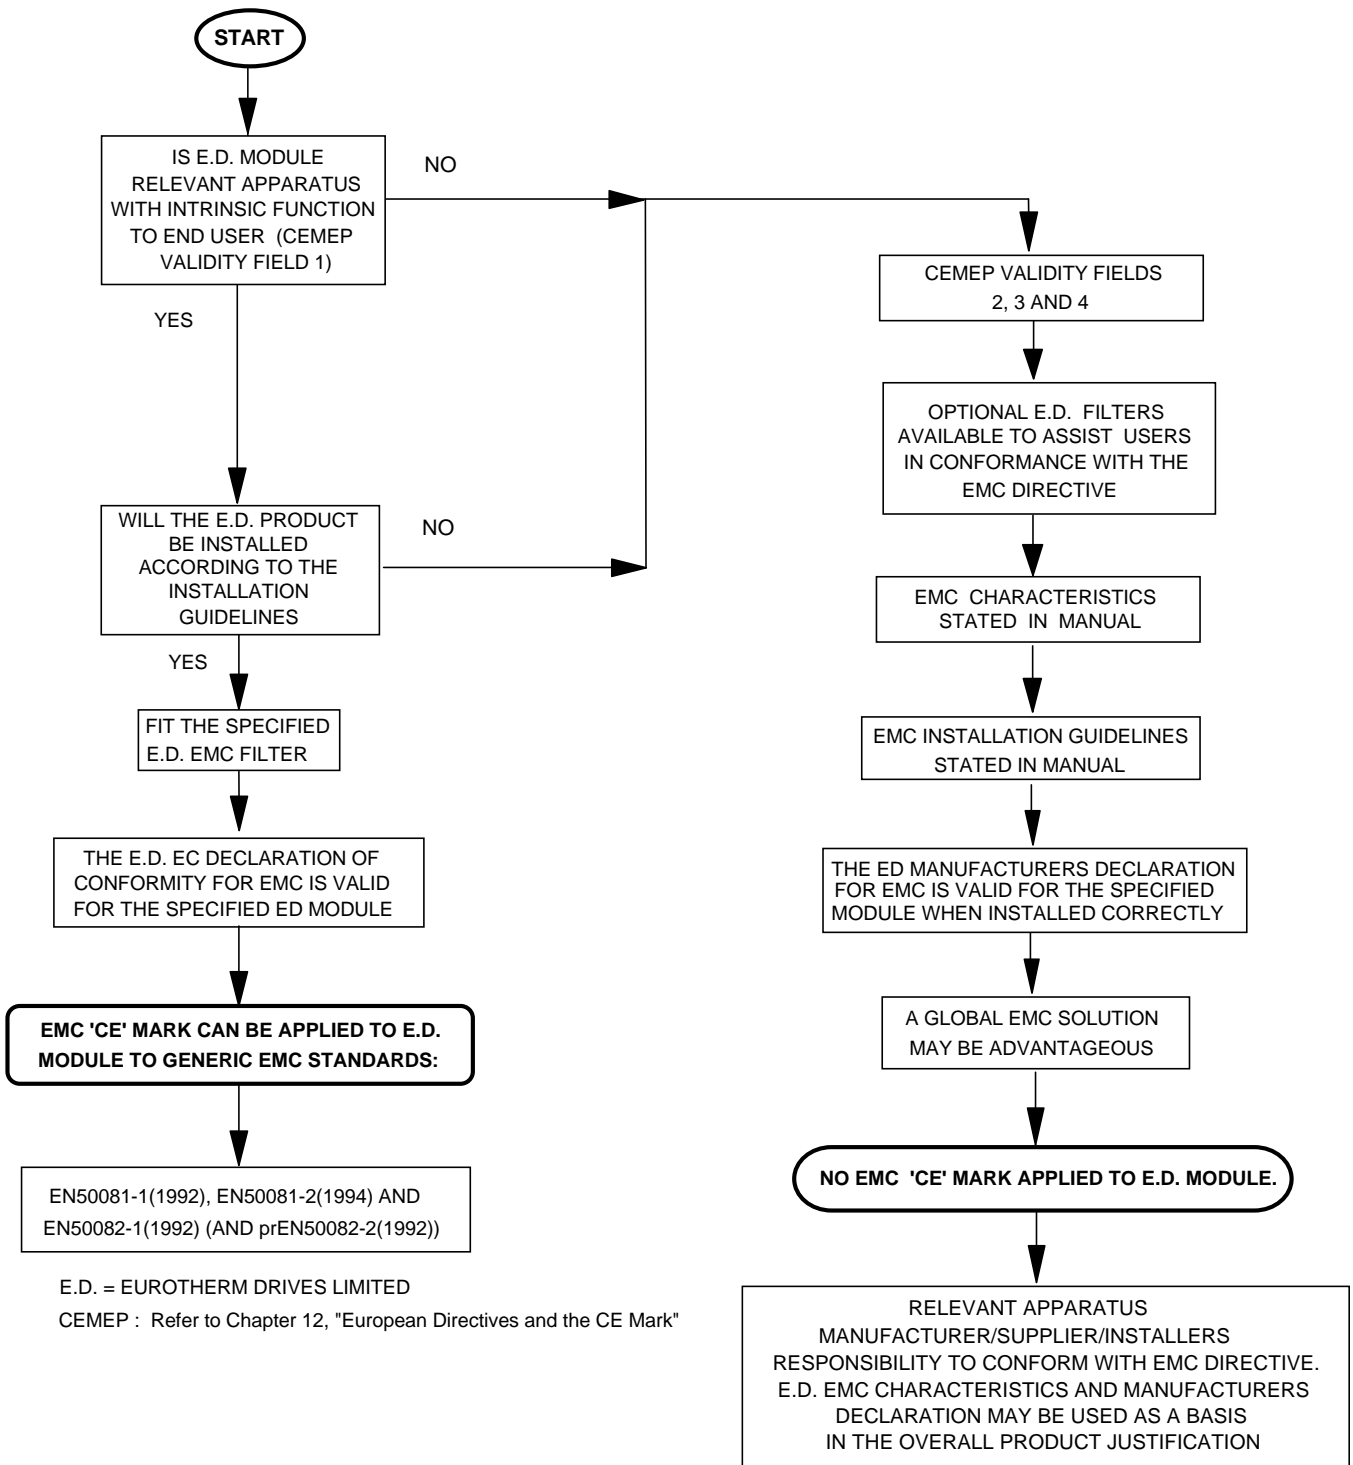 START
IS E.D. MODULE
RELEVANT APPARATUS
WITH INTRINSIC FUNCTION
TO END USER (CEMEP
VALIDITY FIELD 1)
NO
YES
WILL THE E.D. PRODUCT
BE INSTALLED
ACCORDING TO THE
INSTALLATION
GUIDELINES
NO
YES
FIT THE SPECIFIED
E.D. EMC FILTER
THE E.D. EC DECLARATION OF
CONFORMITY FOR EMC IS VALID
FOR THE SPECIFIED ED MODULE
EMC 'CE' MARK CAN BE APPLIED TO E.D.
MODULE TO GENERIC EMC STANDARDS:
EN50081-1(1992), EN50081-2(1994) AND
EN50082-1(1992) (AND prEN50082-2(1992))
E.D. = EUROTHERM DRIVES LIMITED
CEMEP : Refer to Chapter 12, "European Directives and the CE Mark"
CEMEP VALIDITY FIELDS
2, 3 AND 4
OPTIONAL E.D. FILTERS
AVAILABLE TO ASSIST USERS
IN CONFORMANCE WITH THE
EMC DIRECTIVE
EMC CHARACTERISTICS
STATED IN MANUAL
EMC INSTALLATION GUIDELINES
STATED IN MANUAL
THE ED MANUFACTURERS DECLARATION
FOR EMC IS VALID FOR THE SPECIFIED
MODULE WHEN INSTALLED CORRECTLY
A GLOBAL EMC SOLUTION
MAY BE ADVANTAGEOUS
NO EMC 'CE' MARK APPLIED TO E.D. MODULE.
RELEVANT APPARATUS
MANUFACTURER/SUPPLIER/INSTALLERS
RESPONSIBILITY TO CONFORM WITH EMC DIRECTIVE.
E.D. EMC CHARACTERISTICS AND MANUFACTURERS
DECLARATION MAY BE USED AS A BASIS
IN THE OVERALL PRODUCT JUSTIFICATION